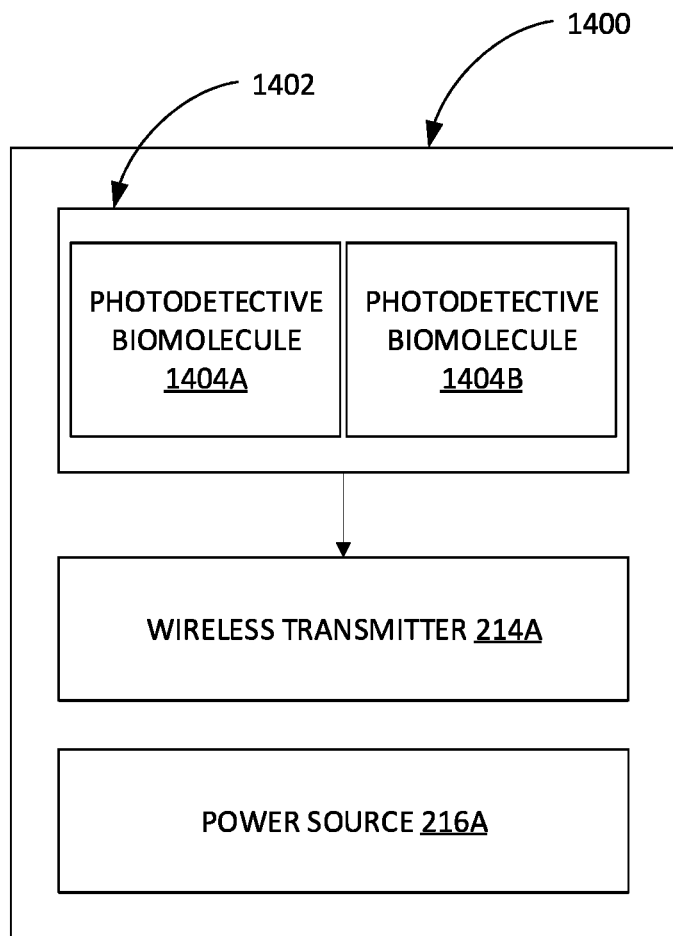 1400
1402
PHOTODETECTIVE
BIOMOLECULE
1404A
PHOTODETECTIVE
BIOMOLECULE
1404B
WIRELESS TRANSMITTER 214A
POWER SOURCE 216A